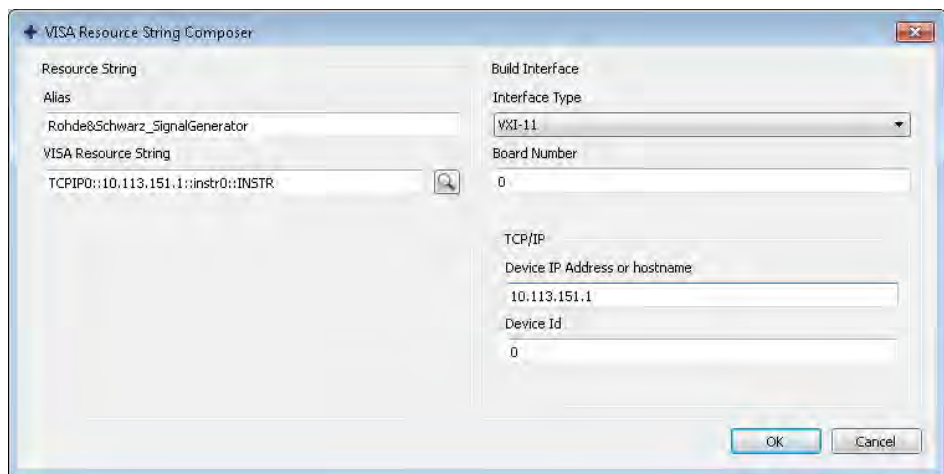 VISA Resource String Composer
Resource String
Alias
Rohde&Schwarz_SignalGenerator
VISA Resource String
TCPIP0::10.113.151.1::instr0::INSTR
Build Interface
Interface Type
VXI-11
Board Number
0
TCP/IP
Device IP Address or hostname
10.113.151.1
Device Id
0
OK
Cancel